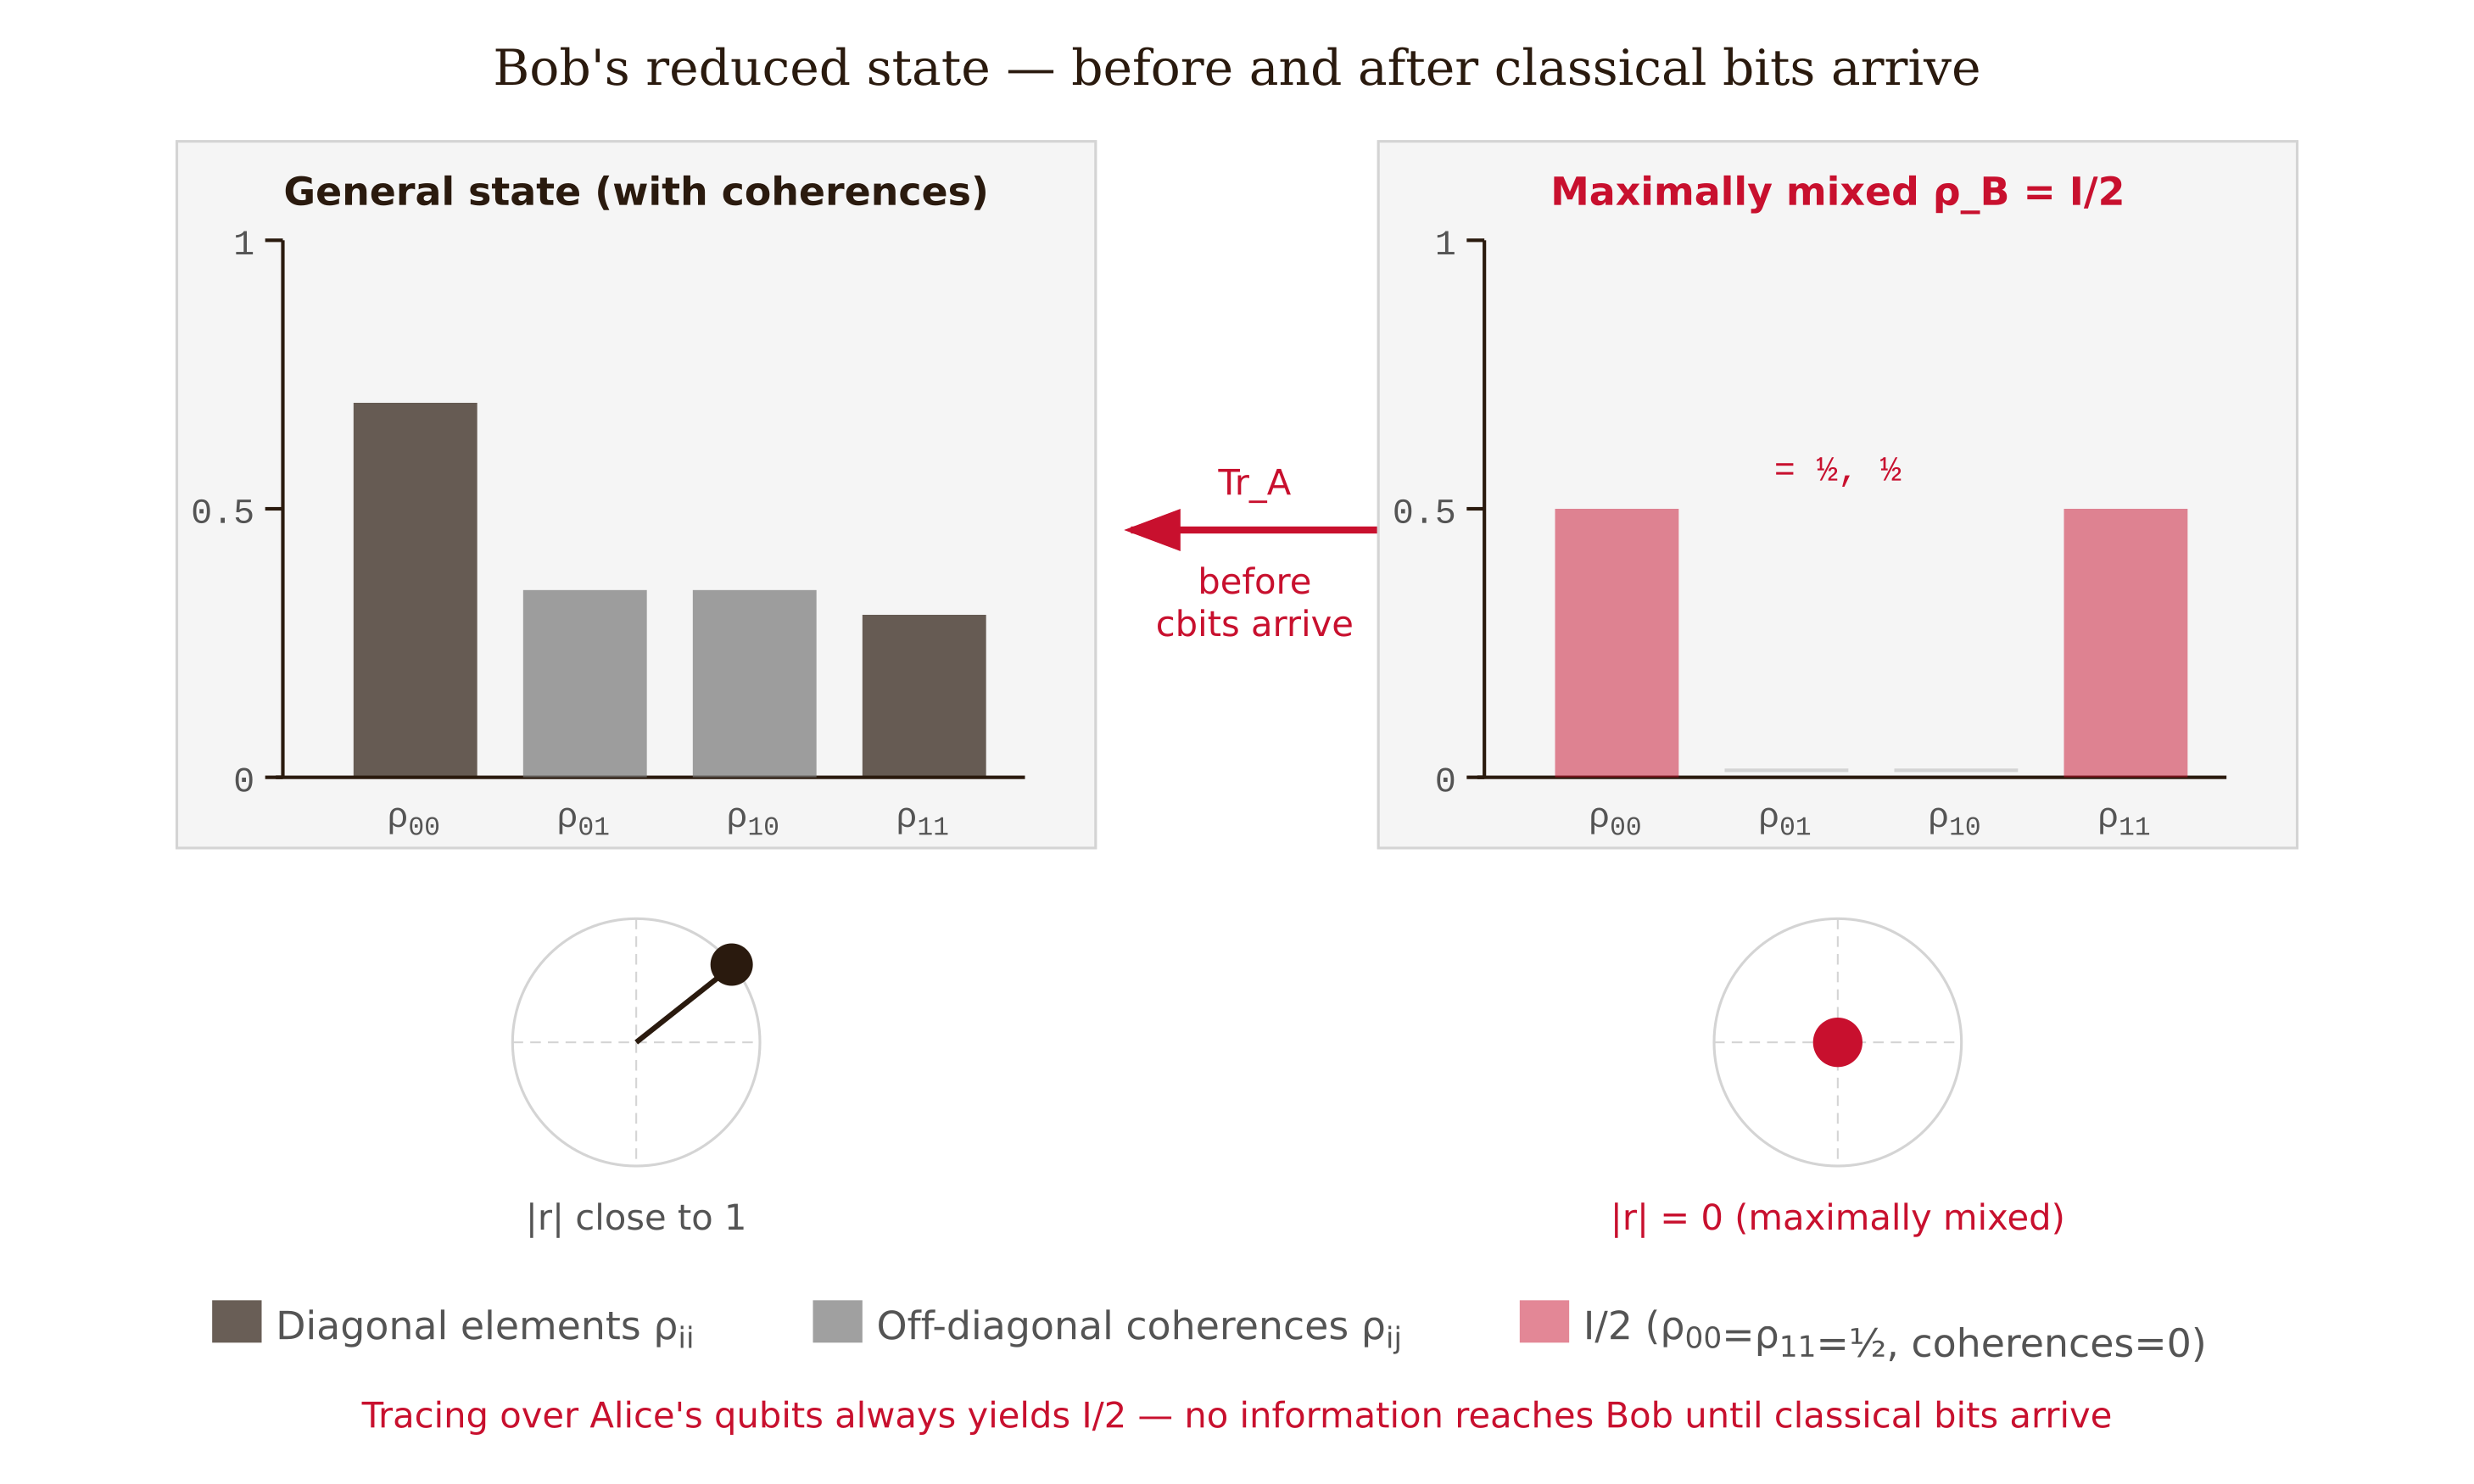 Bob's reduced state — before and after classical bits arrive
General state (with coherences)
1
0.5
0
ρ₀₀ ρ₀₁ ρ₁₀ ρ₁₁
Tr_A
before
cbits arrive
Maximally mixed ρ_B = I/2
1
= ½, ½
0.5
0
ρ₀₀ ρ₀₁ ρ₁₀ ρ₁₁
|r| close to 1
|r| = 0 (maximally mixed)
Diagonal elements ρᵢᵢ
Off-diagonal coherences ρᵢⱼ
I/2 (ρ₀₀=ρ₁₁=½, coherences=0)
Tracing over Alice's qubits always yields I/2 — no information reaches Bob until classical bits arrive